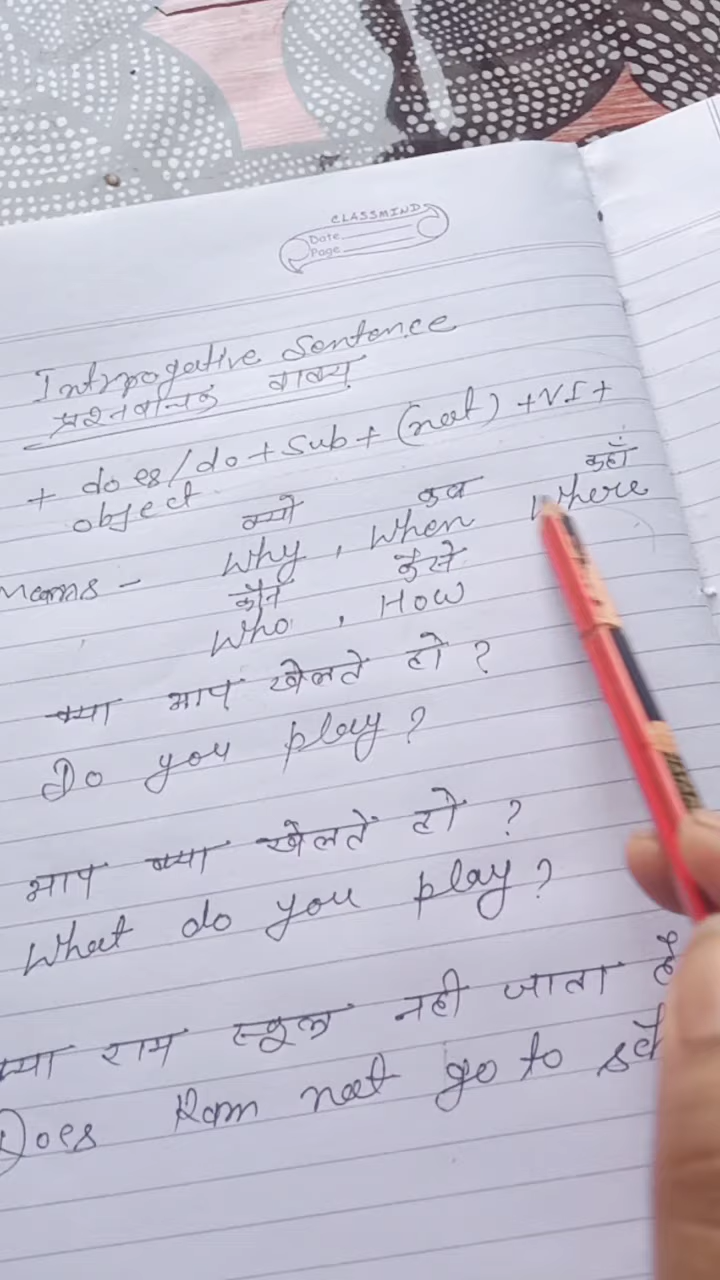 CLASSMIND
Date
Page
Introgative Sentence
प्रश्नवाचक वाक्य
+ does/do + Sub + (not) + V1 +
object
क्यों कब कहाँ
Why, When Where
कौन कैसे
Who, How
क्या आप खेलते हो ?
Do you play ?
आप क्या खेलते हो ?
What do you play ?
क्या राम स्कूल नही जाता है
Does Ram not go to